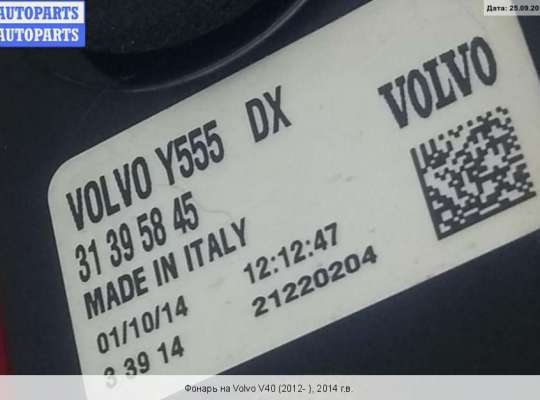 AUTOPARTS
AUTOPARTS
Дата: 25.09.20
VOLVO Y555 DX
VOLVO
31 39 58 45
MADE IN ITALY
01/10/14 12:12:47
3 39 14 21220204
Фонарь на Volvo V40 (2012- ), 2014 г.в.